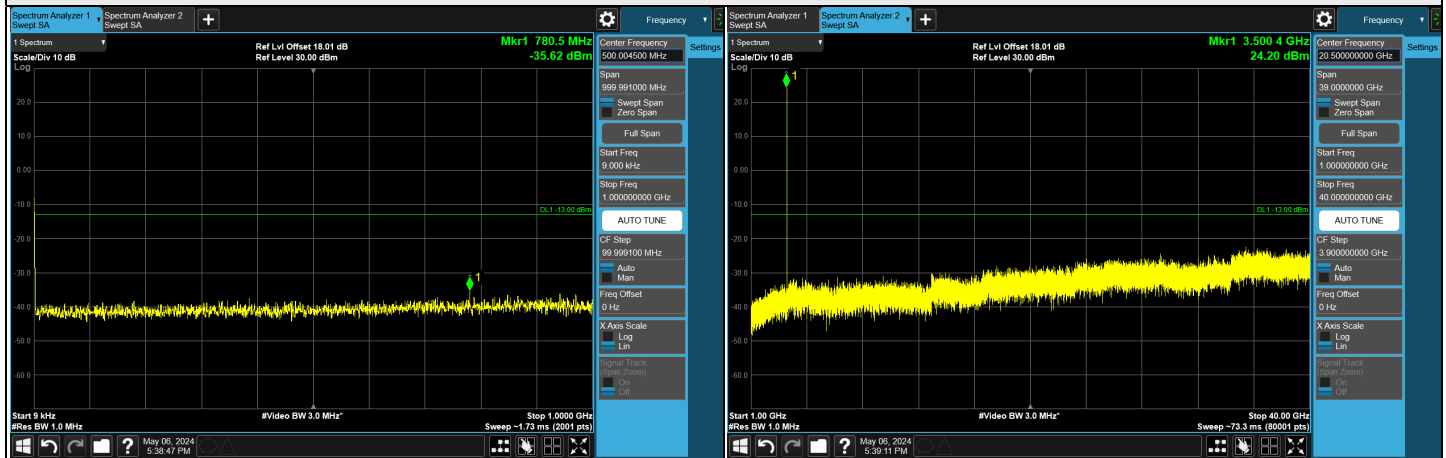 Spectrum Analyzer 1
Swept SA
Spectrum Analyzer 2
Swept SA
Frequency
1 Spectrum
Scale/Div 10 dB
Log
Ref Lvl Offset 18.01 dB
Ref Level 30.00 dBm
Mkr1 780.5 MHz
-35.62 dBm
1
20.0
10.0
0.00
-10.0
-20.0
-30.0
-40.0
-50.0
-60.0
DL1 -13.00 dBm
Start 9 kHz
#Res BW 1.0 MHz
#Video BW 3.0 MHz*
Stop 1.0000 GHz
Sweep ~1.73 ms (2001 pts)
Center Frequency
500.004500 MHz
Settings
Span
999.991000 MHz
Swept Span
Zero Span
Full Span
Start Freq
9.000 kHz
Stop Freq
1.000000000 GHz
AUTO TUNE
CF Step
99.999100 MHz
Auto
Man
Freq Offset
0 Hz
X Axis Scale
Log
Lin
Signal Track
(Span Zoom)
On
Off
?
May 06, 2024
5:38:47 PM
Spectrum Analyzer 1
Swept SA
Spectrum Analyzer 2
Swept SA
Frequency
1 Spectrum
Scale/Div 10 dB
Log
Ref Lvl Offset 18.01 dB
Ref Level 30.00 dBm
Mkr1 3.500 4 GHz
24.20 dBm
1
20.0
10.0
0.00
-10.0
-20.0
-30.0
-40.0
-50.0
-60.0
DL1 -13.00 dBm
Start 1.00 GHz
#Res BW 1.0 MHz
#Video BW 3.0 MHz*
Stop 40.00 GHz
Sweep ~73.3 ms (80001 pts)
Center Frequency
20.50000000 GHz
Settings
Span
39.0000000 GHz
Swept Span
Zero Span
Full Span
Start Freq
1.000000000 GHz
Stop Freq
40.00000000 GHz
AUTO TUNE
CF Step
3.900000000 GHz
Auto
Man
Freq Offset
0 Hz
X Axis Scale
Log
Lin
Signal Track
(Span Zoom)
On
Off
?
May 06, 2024
5:39:11 PM